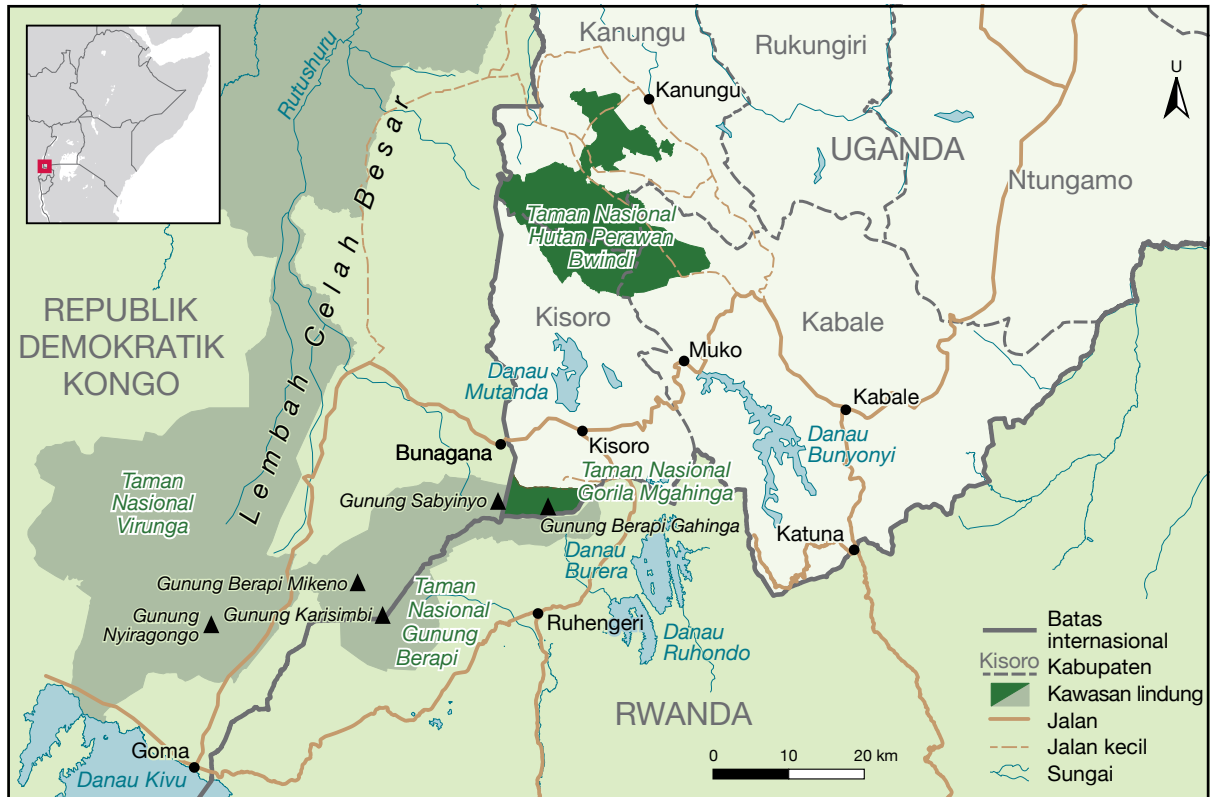 Kanungu
Rukungiri
U
Rutushuru
Kanungu
UGANDA
Ntungamo
Lembah Celah Besar
Taman Nasional
Hutan Perawan
Bwindi
REPUBLIK
DEMOKRATIK
KONGO
Kisoro
Kabale
Muko
Danau
Mutanda
Kabale
Bunagana
Kisoro
Danau
Bunyonyi
Taman
Nasional
Virunga
Gunung Sabyinyo
Taman Nasional
Gorila Mgahinga
Gunung Berapi Gahinga
Katuna
Danau
Burera
Gunung Berapi Mikeno
Gunung
Nyiragongo
Gunung Karisimbi
Taman
Nasional
Gunung
Berapi
Ruhengeri
Danau
Ruhondo
RWANDA
Goma
Danau Kivu
0 10 20 km
Batas
internasional
Kisoro Kabupaten
Kawasan lindung
Jalan
Jalan kecil
Sungai